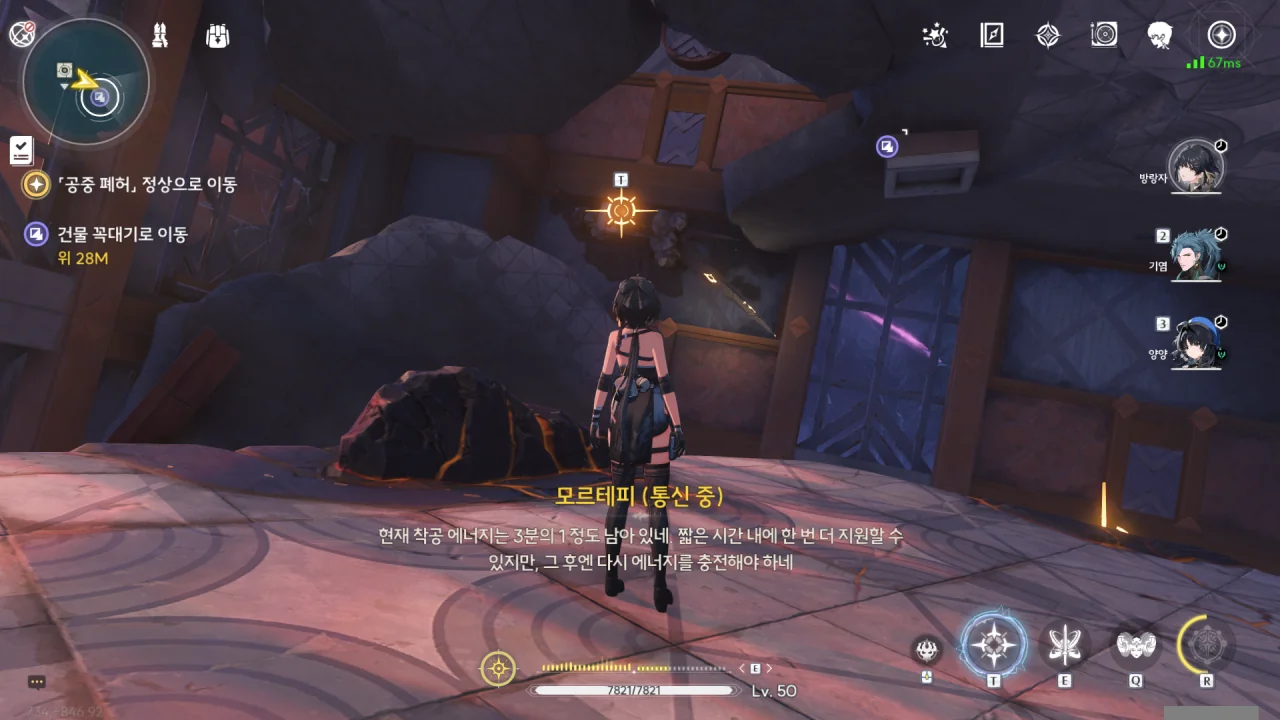 67ms
「공중 폐허」 정상으로 이동
건물 꼭대기로 이동
위 28M
T
방랑자
2
기염
3
양양
모르테피 (통신 중)
현재 착공 에너지는 3분의 1 정도 남아 있네. 짧은 시간 내에 한 번 더 지원할 수
있지만, 그 후엔 다시 에너지를 충전해야 하네
E
7821/7821
Lv. 50
T
E
Q
R